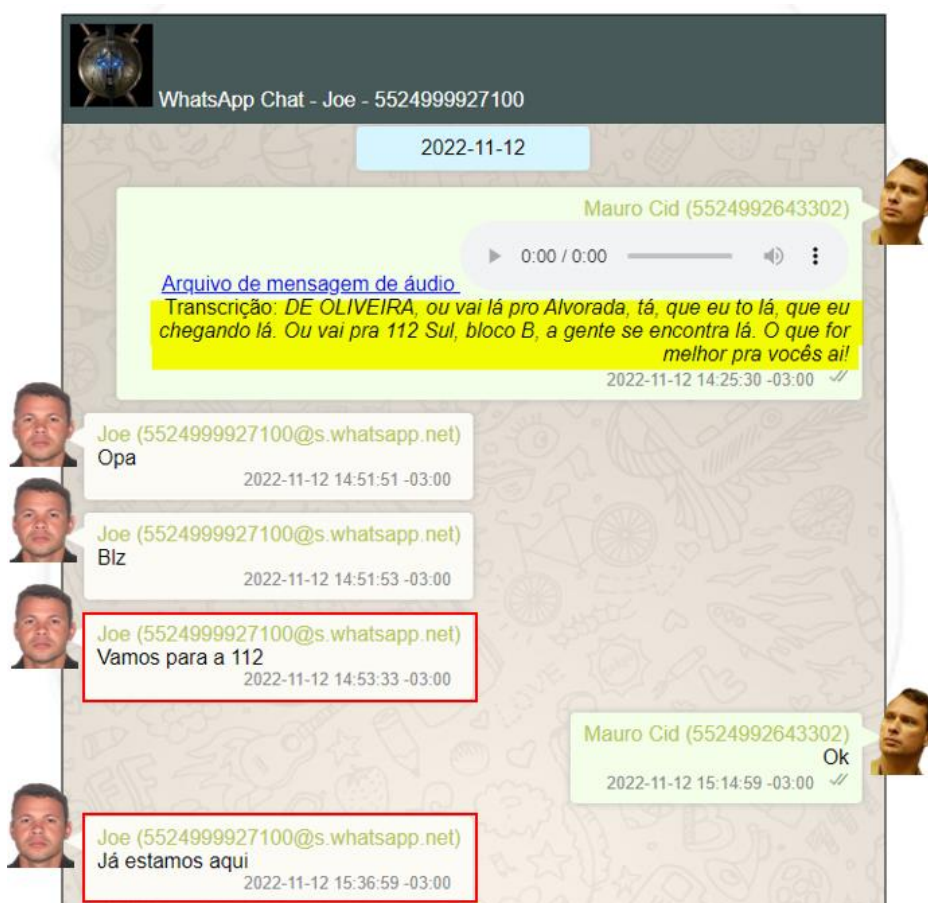 WhatsApp Chat - Joe - 5524999927100
2022-11-12
Mauro Cid (5524992643302)
0:00 / 0:00
Arquivo de mensagem de áudio
Transcrição: DE OLIVEIRA, ou vai lá pro Alvorada, tá, que eu to lá, que eu
chegando lá. Ou vai pra 112 Sul, bloco B, a gente se encontra lá. O que for
melhor pra vocês ai!
2022-11-12 14:25:30 -03:00
Joe (5524999927100@s.whatsapp.net)
Opa
2022-11-12 14:51:51 -03:00
Joe (5524999927100@s.whatsapp.net)
Blz
2022-11-12 14:51:53 -03:00
Joe (5524999927100@s.whatsapp.net)
Vamos para a 112
2022-11-12 14:53:33 -03:00
Mauro Cid (5524992643302)
Ok
2022-11-12 15:14:59 -03:00
Joe (5524999927100@s.whatsapp.net)
Já estamos aqui
2022-11-12 15:36:59 -03:00